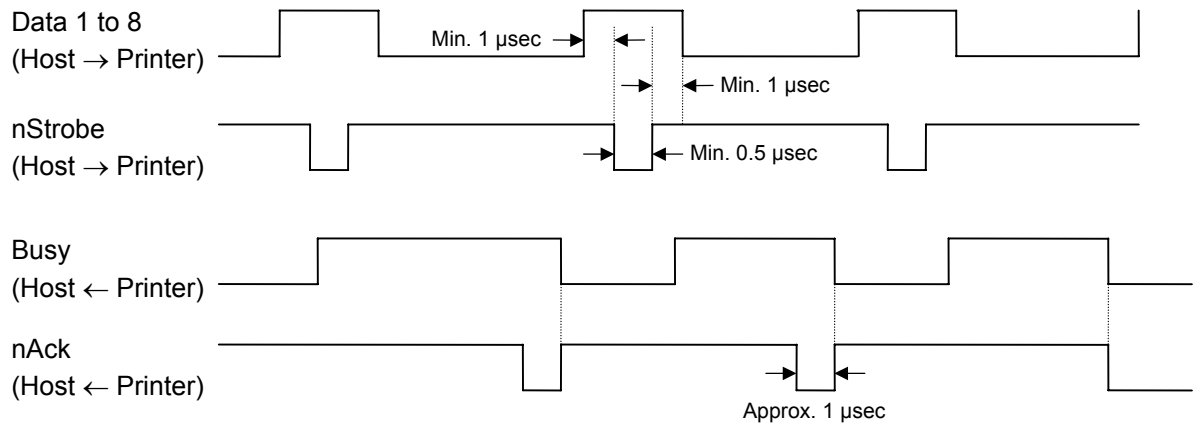 Data 1 to 8
(Host → Printer)
Min. 1 µsec
Min. 1 µsec
nStrobe
(Host → Printer)
Min. 0.5 µsec
Busy
(Host ← Printer)
nAck
(Host ← Printer)
Approx. 1 µsec